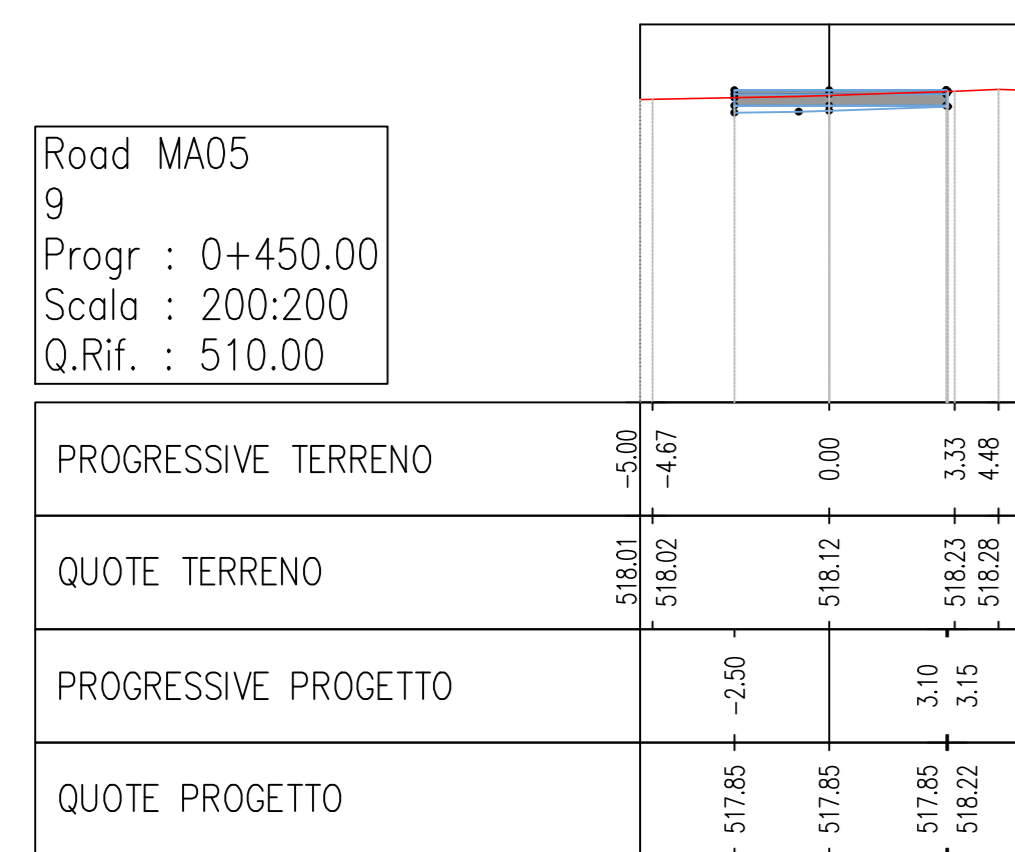 Road MA05
9
Progr : 0+450.00
Scala : 200:200
Q.Rif. : 510.00
PROGRESSIVE TERRENO -5.00 -4.67 0.00 3.33 4.48
QUOTE TERRENO 518.01 518.02 518.12 518.23 518.28
PROGRESSIVE PROGETTO -2.50 3.10 3.15
QUOTE PROGETTO 517.85 517.85 517.85 518.22